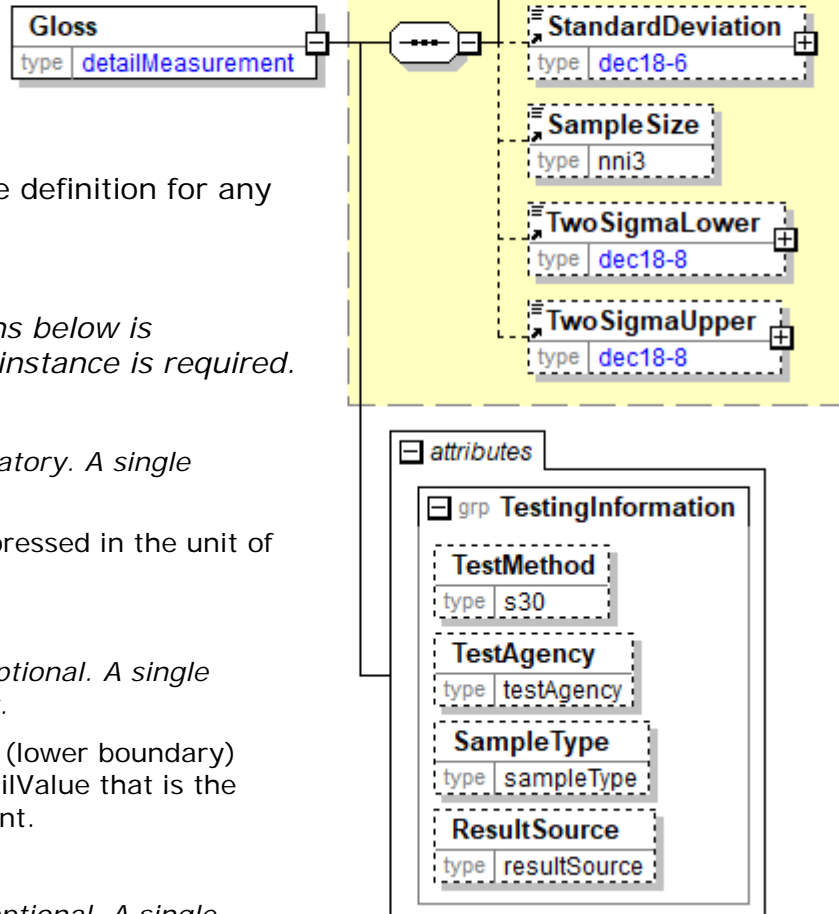 Gloss
type detailMeasurement
e definition for any
ns below is
instance is required.
atory. A single
pressed in the unit of
ptional. A single
(lower boundary)
ilValue that is the
nt.
ptional. A single
StandardDeviation
type dec18-6
SampleSize
type nni3
TwoSigmaLower
type dec18-8
TwoSigmaUpper
type dec18-8
attributes
grp TestingInformation
TestMethod
type s30
TestAgency
type testAgency
SampleType
type sampleType
ResultSource
type resultSource